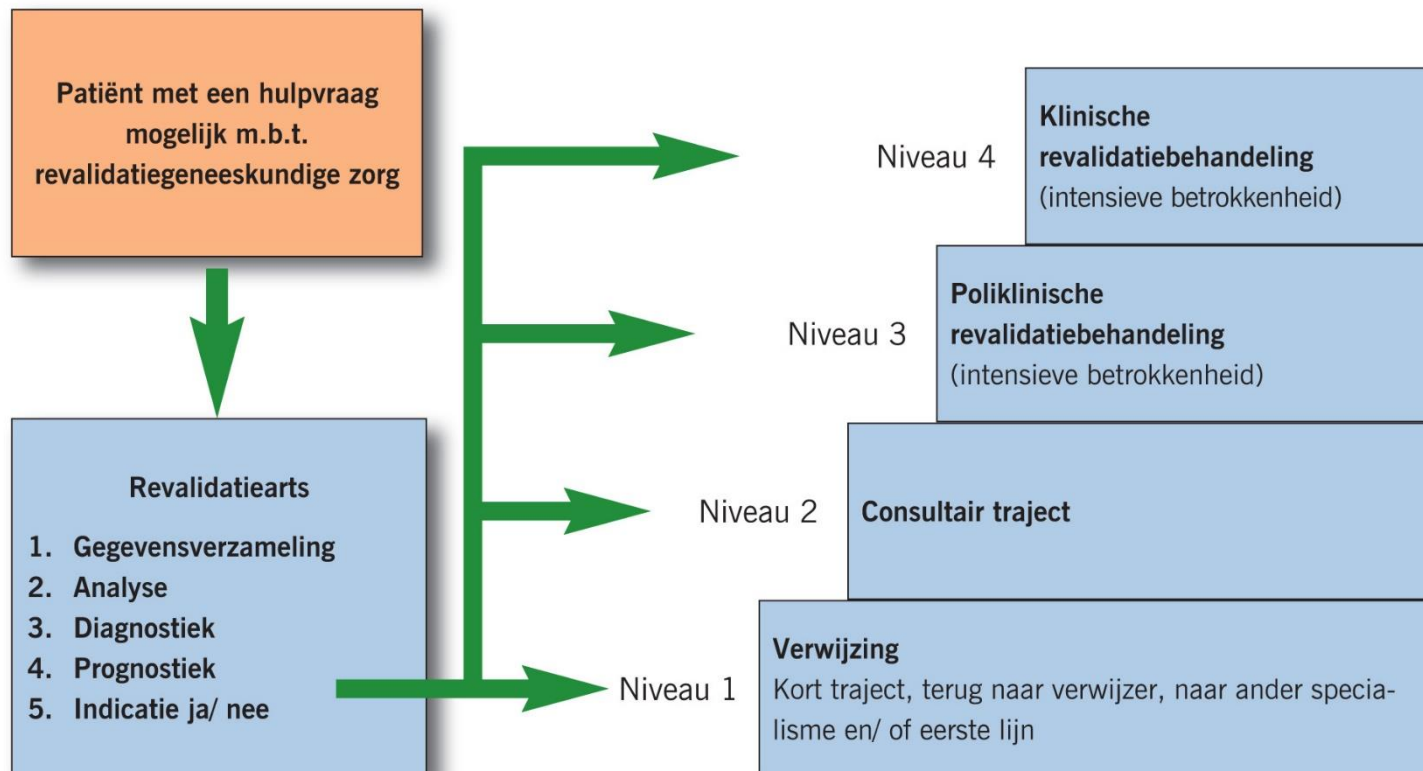 Patiënt met een hulpvraag
mogelijk m.b.t.
revalidatiegeneeskundige zorg
Revalidatiearts
1. Gegevensverzameling
2. Analyse
3. Diagnostiek
4. Prognostiek
5. Indicatie ja/ nee
Niveau 4
Klinische
revalidatiebehandeling
(intensieve betrokkenheid)
Niveau 3
Poliklinische
revalidatiebehandeling
(intensieve betrokkenheid)
Niveau 2
Consultair traject
Niveau 1
Verwijzing
Kort traject, terug naar verwijzer, naar ander specia-
lisme en/ of eerste lijn